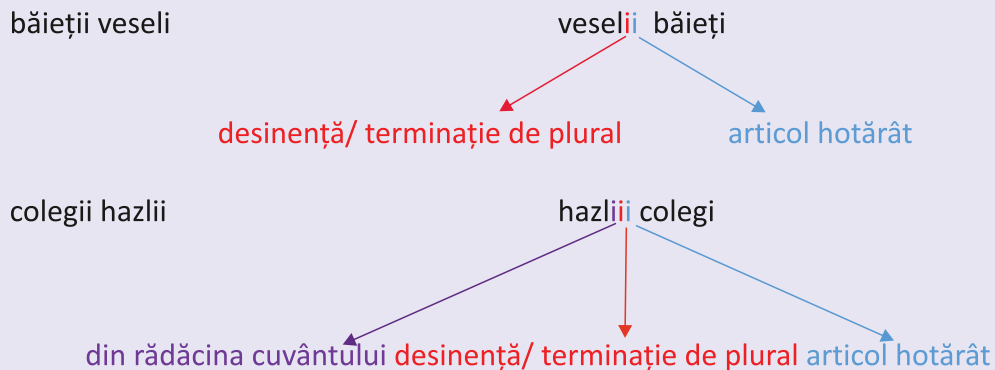 băieții veseli veselii băieți
desinență/ terminație de plural articol hotărât
colegii hazlii hazliii colegi
din rădăcina cuvântului desinență/ terminație de plural articol hotărât